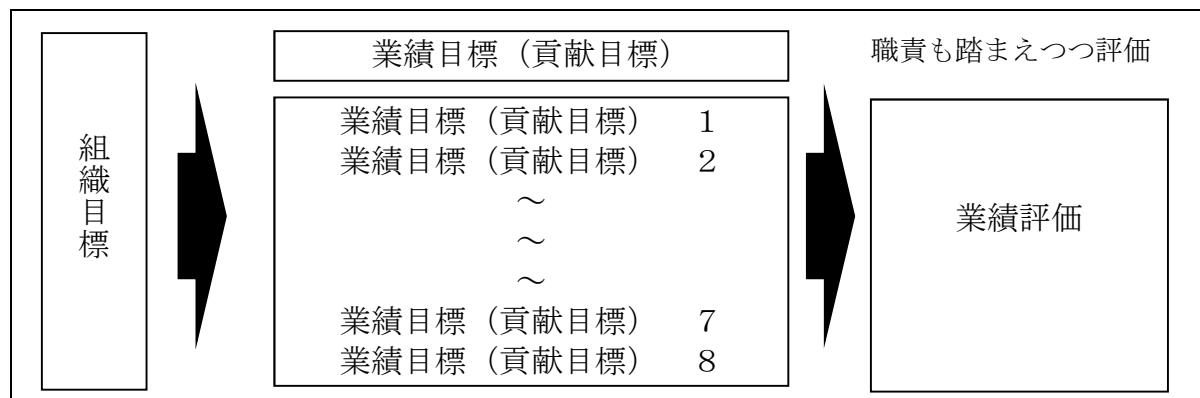 組織目標
業績目標（貢献目標）
業績目標（貢献目標）　１
業績目標（貢献目標）　２
～
～
～
業績目標（貢献目標）　７
業績目標（貢献目標）　８
職責も踏まえつつ評価
業績評価